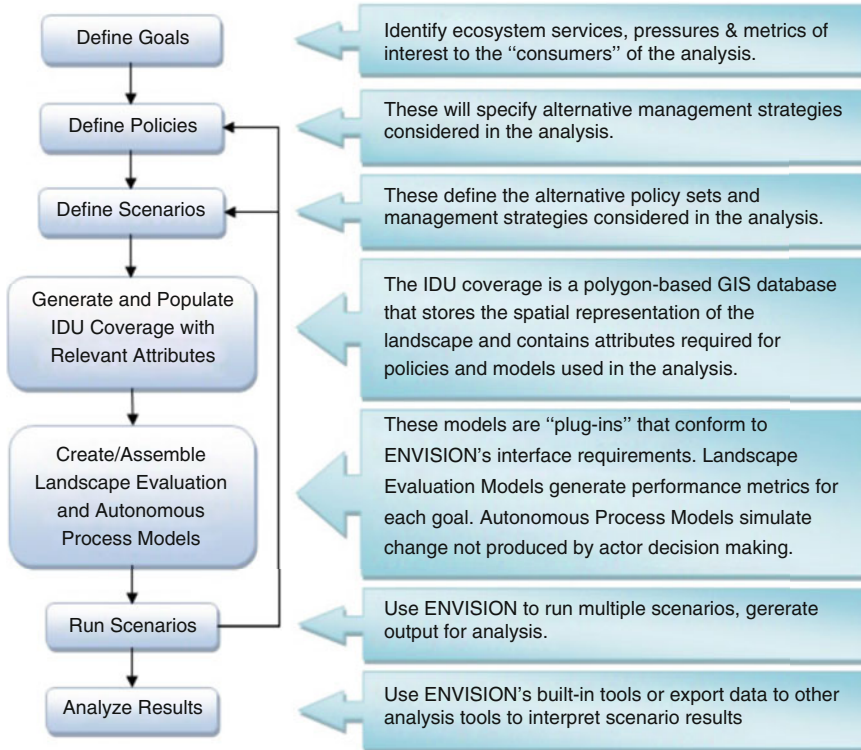 Define Goals
Identify ecosystem services, pressures & metrics of
interest to the “consumers” of the analysis.
Define Policies
These will specify alternative management strategies
considered in the analysis.
Define Scenarios
These define the alternative policy sets and
management strategies considered in the analysis.
Generate and Populate
IDU Coverage with
Relevant Attributes
The IDU coverage is a polygon-based GIS database
that stores the spatial representation of the
landscape and contains attributes required for
policies and models used in the analysis.
Create/Assemble
Landscape Evaluation
and Autonomous
Process Models
These models are “plug-ins” that conform to
ENVISION’s interface requirements. Landscape
Evaluation Models generate performance metrics for
each goal. Autonomous Process Models simulate
change not produced by actor decision making.
Run Scenarios
Use ENVISION to run multiple scenarios, gererate
output for analysis.
Analyze Results
Use ENVISION’s built-in tools or export data to other
analysis tools to interpret scenario results